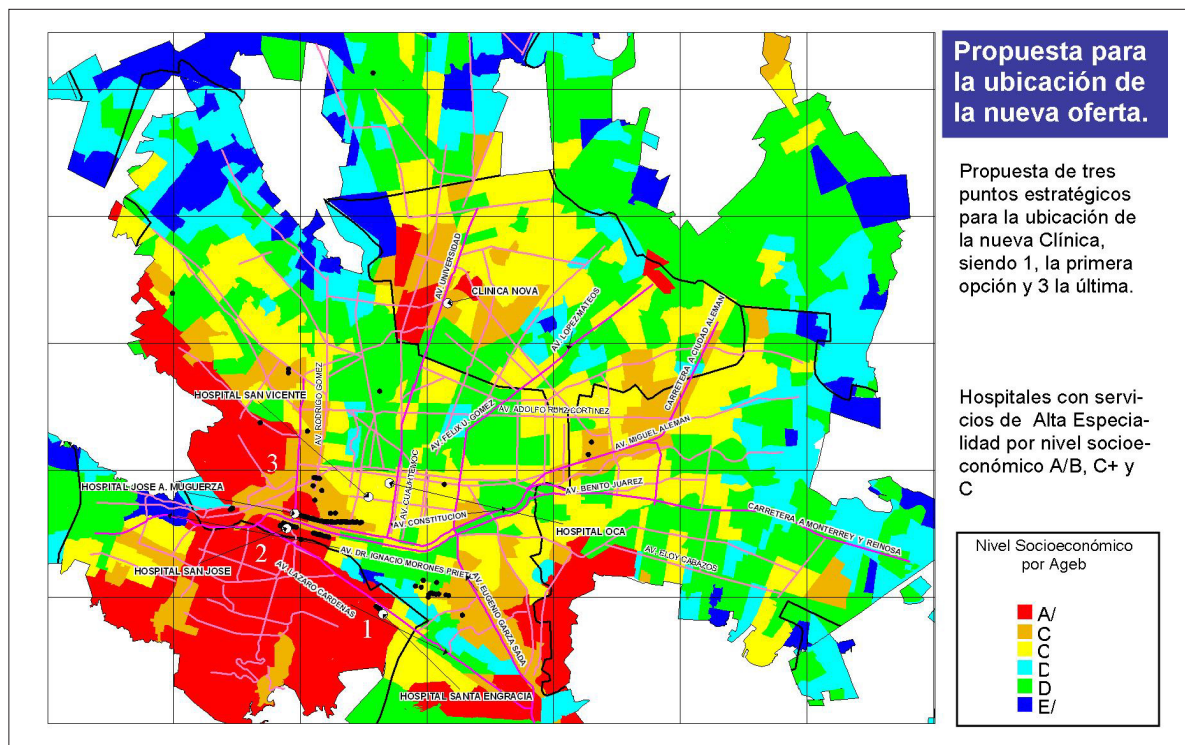 Propuesta para
la ubicación de
la nueva oferta.
Propuesta de tres
puntos estratégicos
para la ubicación de
la nueva Clínica,
siendo 1, la primera
opción y 3 la última.
Hospitales con servi-
cios de Alta Especia-
lidad por nivel socioe-
conómico A/B, C+ y
C
Nivel Socioeconómico
por Ageb
A/
C
C
D
D
E/
AV. UNIVERSIDAD
CLINICA NOVA
AV. LOPEZ MATEOS
CARRETERA A CIUDAD ALEMAN
HOSPITAL SAN VICENTE
AV. RODRIGO GOMEZ
AV. ADOLFO RUIZ CORTINEZ
AV. FELIX U. GOMEZ
AV. MIGUEL ALEMAN
3
AV. CUAUHTEMOC
HOSPITAL JOSE A. MUGUERZA
AV. BENITO JUAREZ
AV. CONSTITUCION
CARRETERA A MONTERREY Y REINOSA
HOSPITAL OCA
2
AV. DR. IGNACIO MORONES PRIETO
AV. ELOY CABAZOS
HOSPITAL SAN JOSE
AV. LAZARO CARDENAS
AV. EUGENIO GARZA SADA
1
HOSPITAL SANTA ENGRACIA